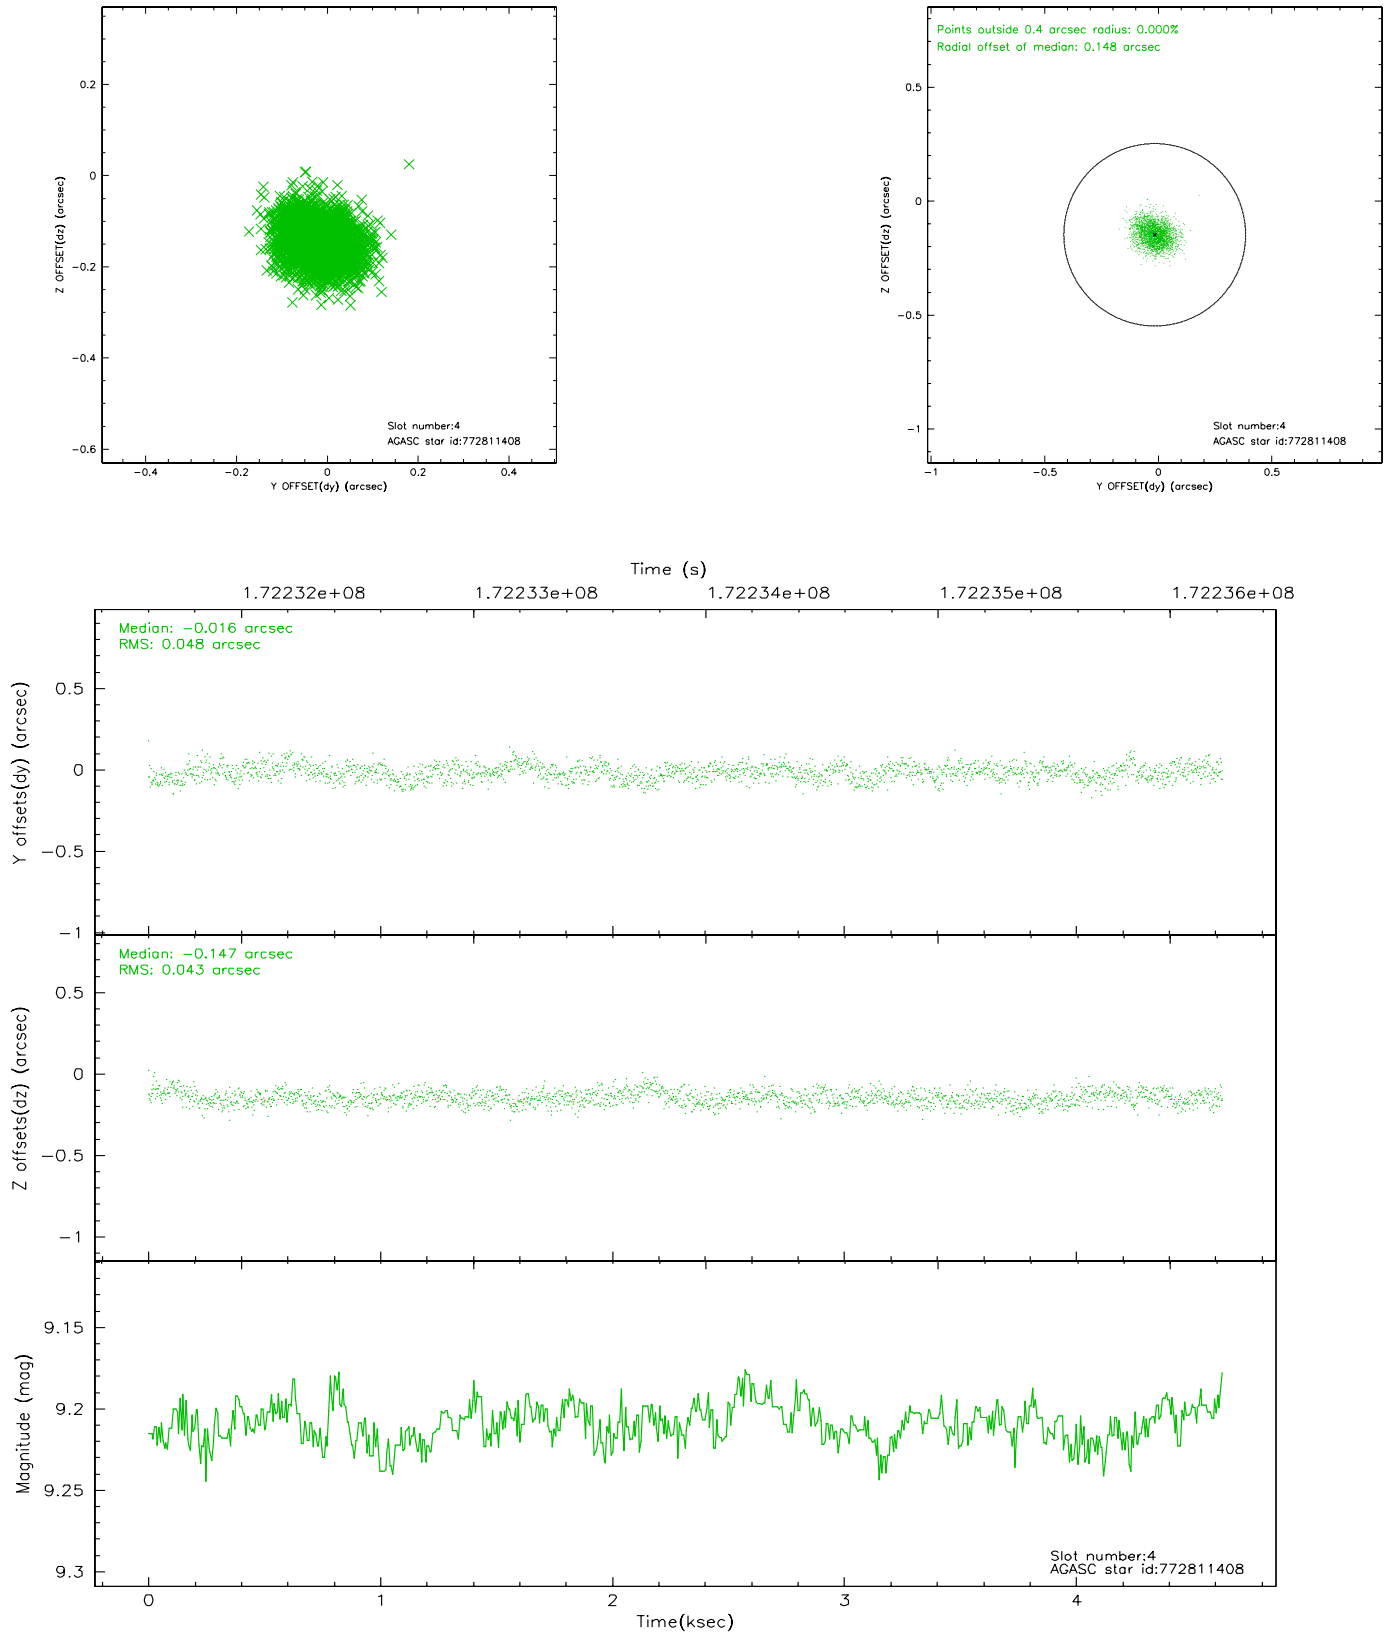 0.2
0
−0.2
−0.4
−0.6
Z OFFSET(dz) (arcsec)
Slot number:4
AGASC star id:772811408
−0.4 −0.2 0 0.2 0.4
Y OFFSET(dy) (arcsec)
Points outside 0.4 arcsec radius: 0.000%
Radial offset of median: 0.148 arcsec
0.5
0
−0.5
−1
Z OFFSET(dz) (arcsec)
Slot number:4
AGASC star id:772811408
−1 −0.5 0 0.5
Y OFFSET(dy) (arcsec)
Time (s)
1.72232e+08 1.72233e+08 1.72234e+08 1.72235e+08 1.72236e+08
Median: −0.016 arcsec
RMS: 0.048 arcsec
0.5
0
−0.5
−1
Y offsets(dy) (arcsec)
Median: −0.147 arcsec
RMS: 0.043 arcsec
0.5
0
−0.5
−1
Z offsets(dz) (arcsec)
9.15
9.2
9.25
9.3
Magnitude (mag)
Slot number:4
AGASC star id:772811408
0 1 2 3 4
Time(ksec)